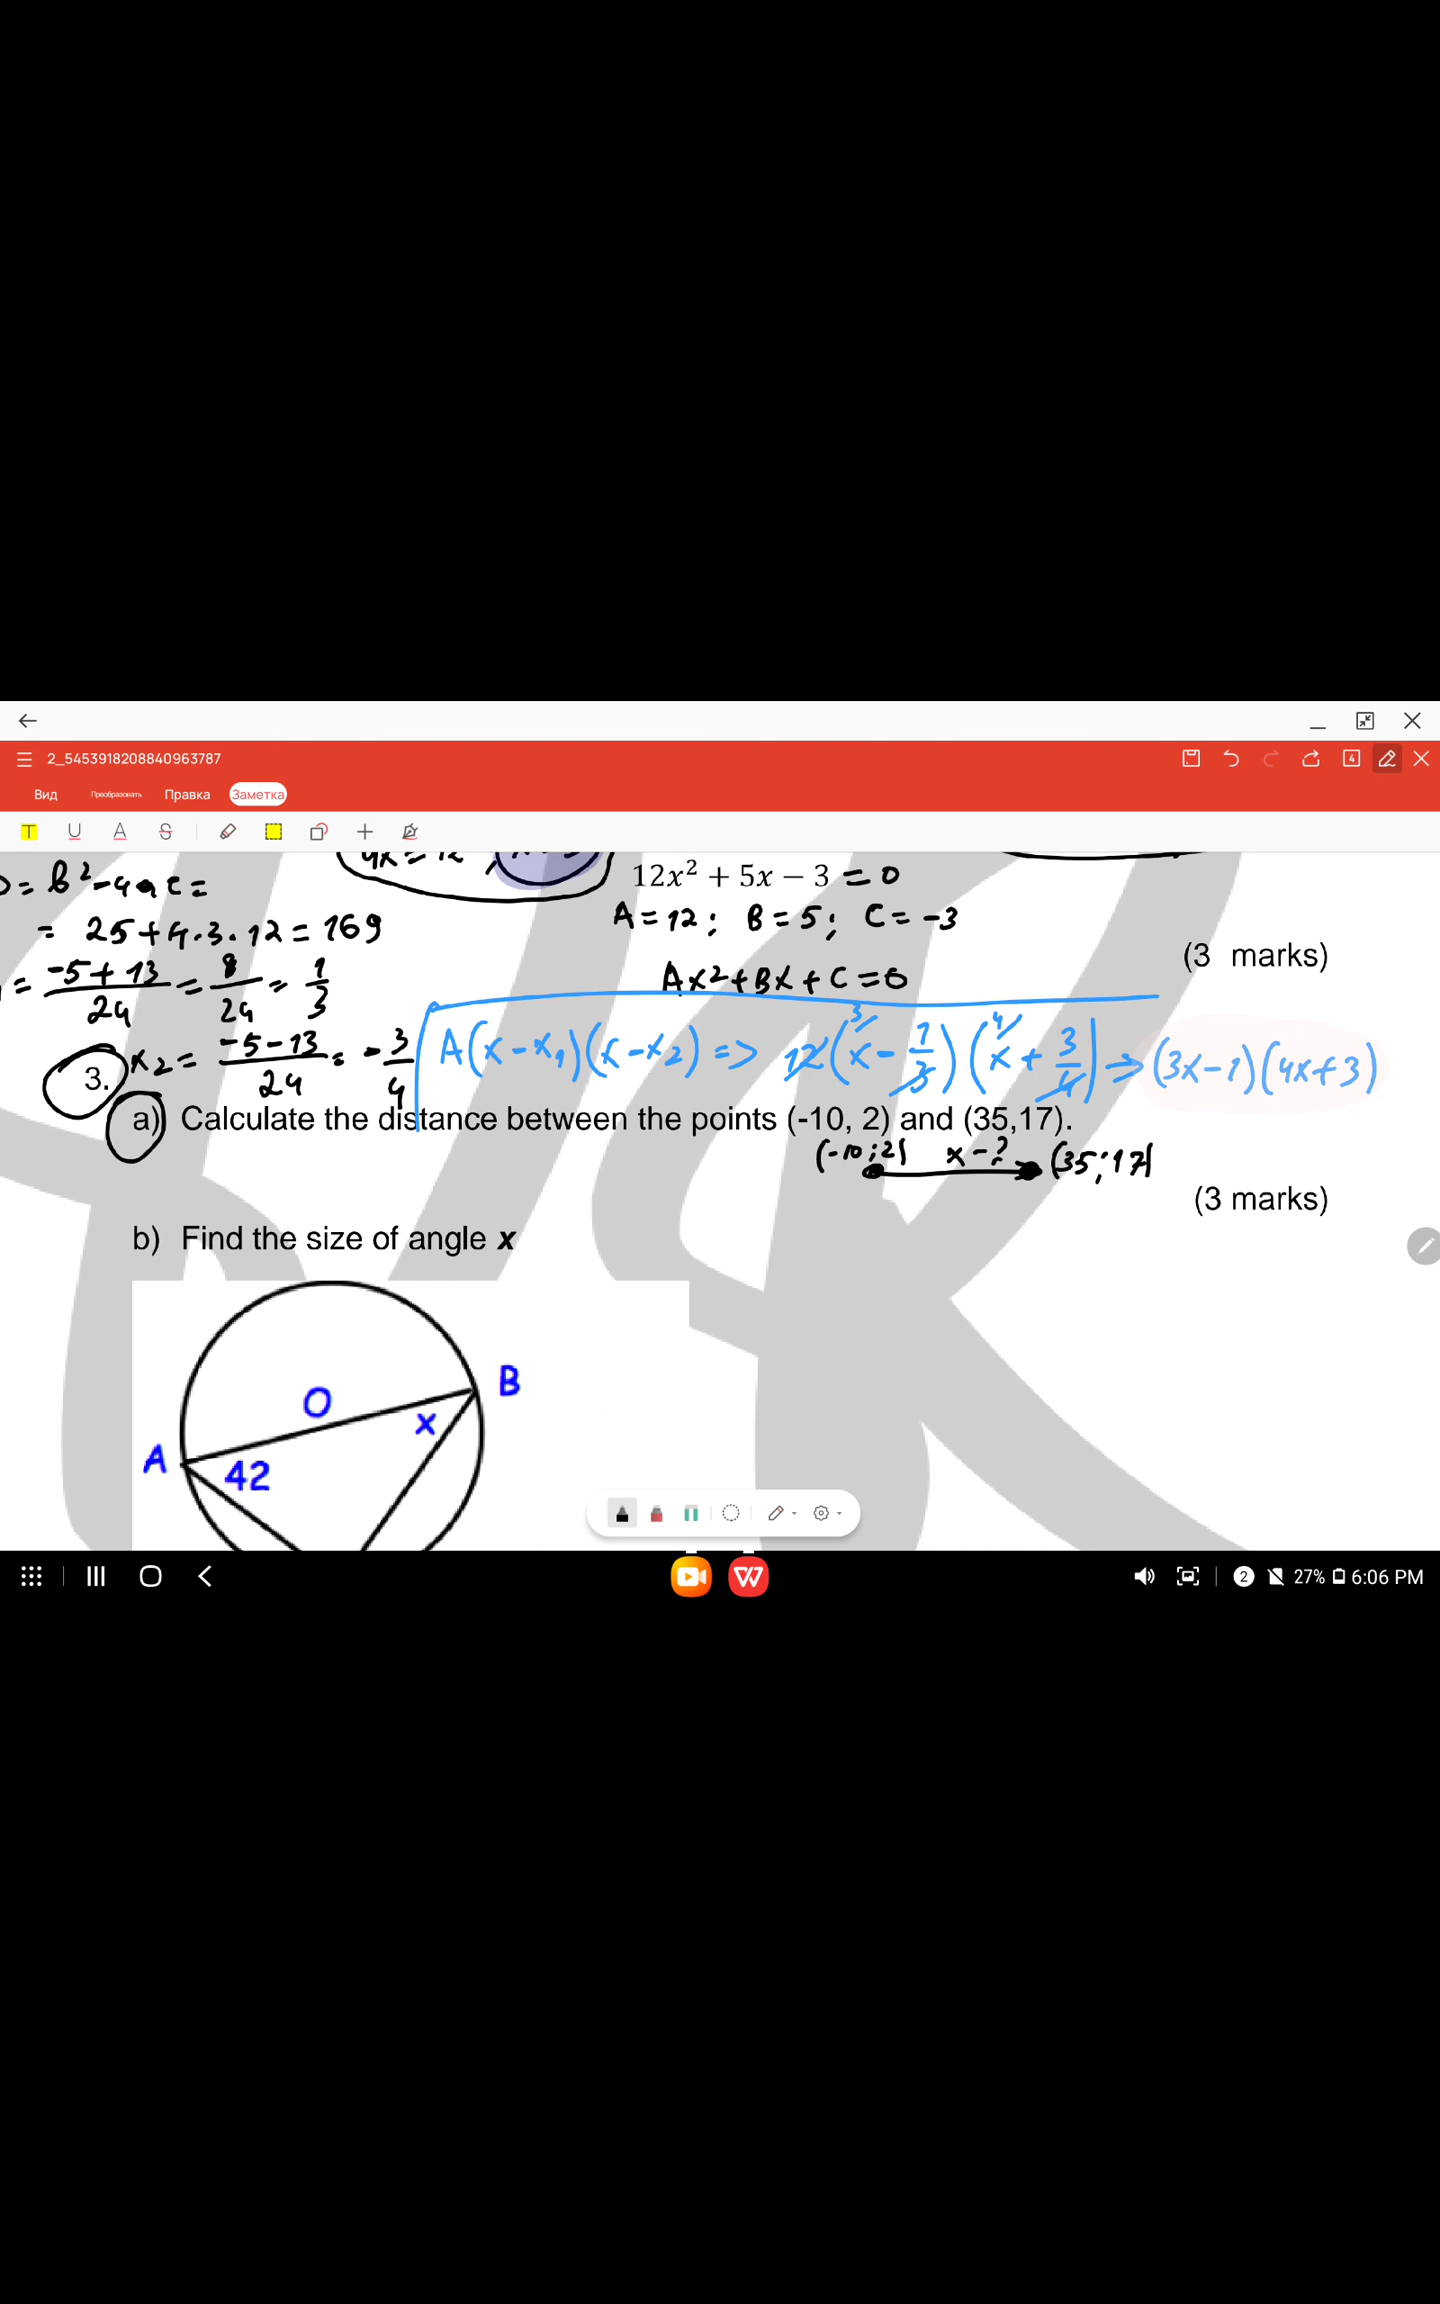 2_5453918208840963787
Вид Преобразовать Правка Заметка
T U A S
4x = 12
D = B² - 4ac =
= 25 + 4·3·12 = 169
= -5 + 13 / 24 = 8/24 = 1/3
12x² + 5x − 3 = 0
A = 12; B = 5; C = -3
(3 marks)
Ax² + Bx + C = 0
x₂ = -5 - 13 / 24 = - 3/4
A(x - x₁)(x - x₂) => 12(x - 1/3)(x + 3/4) => (3x - 1)(4x + 3)
3 4
3.
a) Calculate the distance between the points (-10, 2) and (35,17).
(-10;2) x - ? (35;17)
(3 marks)
b) Find the size of angle x
O B
x
A 42
2 27% 6:06 PM